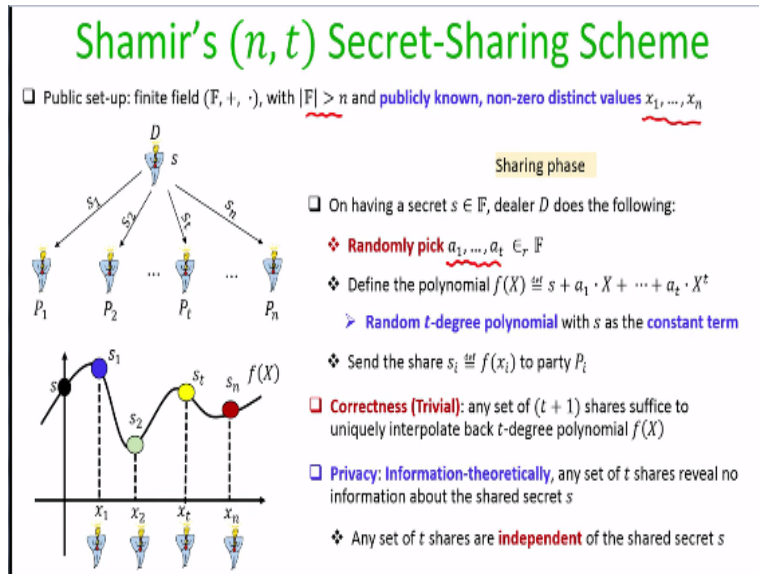 Shamir's (n, t) Secret-Sharing Scheme
❑ Public set-up: finite field (𝔽, +, ·), with |𝔽| > n and publicly known, non-zero distinct values x₁, ..., xₙ
D
s
s₁ s₂ sₜ sₙ
... ...
P₁ P₂ Pₜ Pₙ
Sharing phase
❑ On having a secret s ∈ 𝔽, dealer D does the following:
❖ Randomly pick a₁, ..., aₜ ∈ᵣ 𝔽
❖ Define the polynomial f(X) ≝ s + a₁ · X + ⋯ + aₜ · Xᵗ
➢ Random t-degree polynomial with s as the constant term
❖ Send the share sᵢ ≝ f(xᵢ) to party Pᵢ
❑ Correctness (Trivial): any set of (t + 1) shares suffice to
uniquely interpolate back t-degree polynomial f(X)
❑ Privacy: Information-theoretically, any set of t shares reveal no
information about the shared secret s
❖ Any set of t shares are independent of the shared secret s
s s₁ s₂ sₜ sₙ f(X)
x₁ x₂ xₜ xₙ